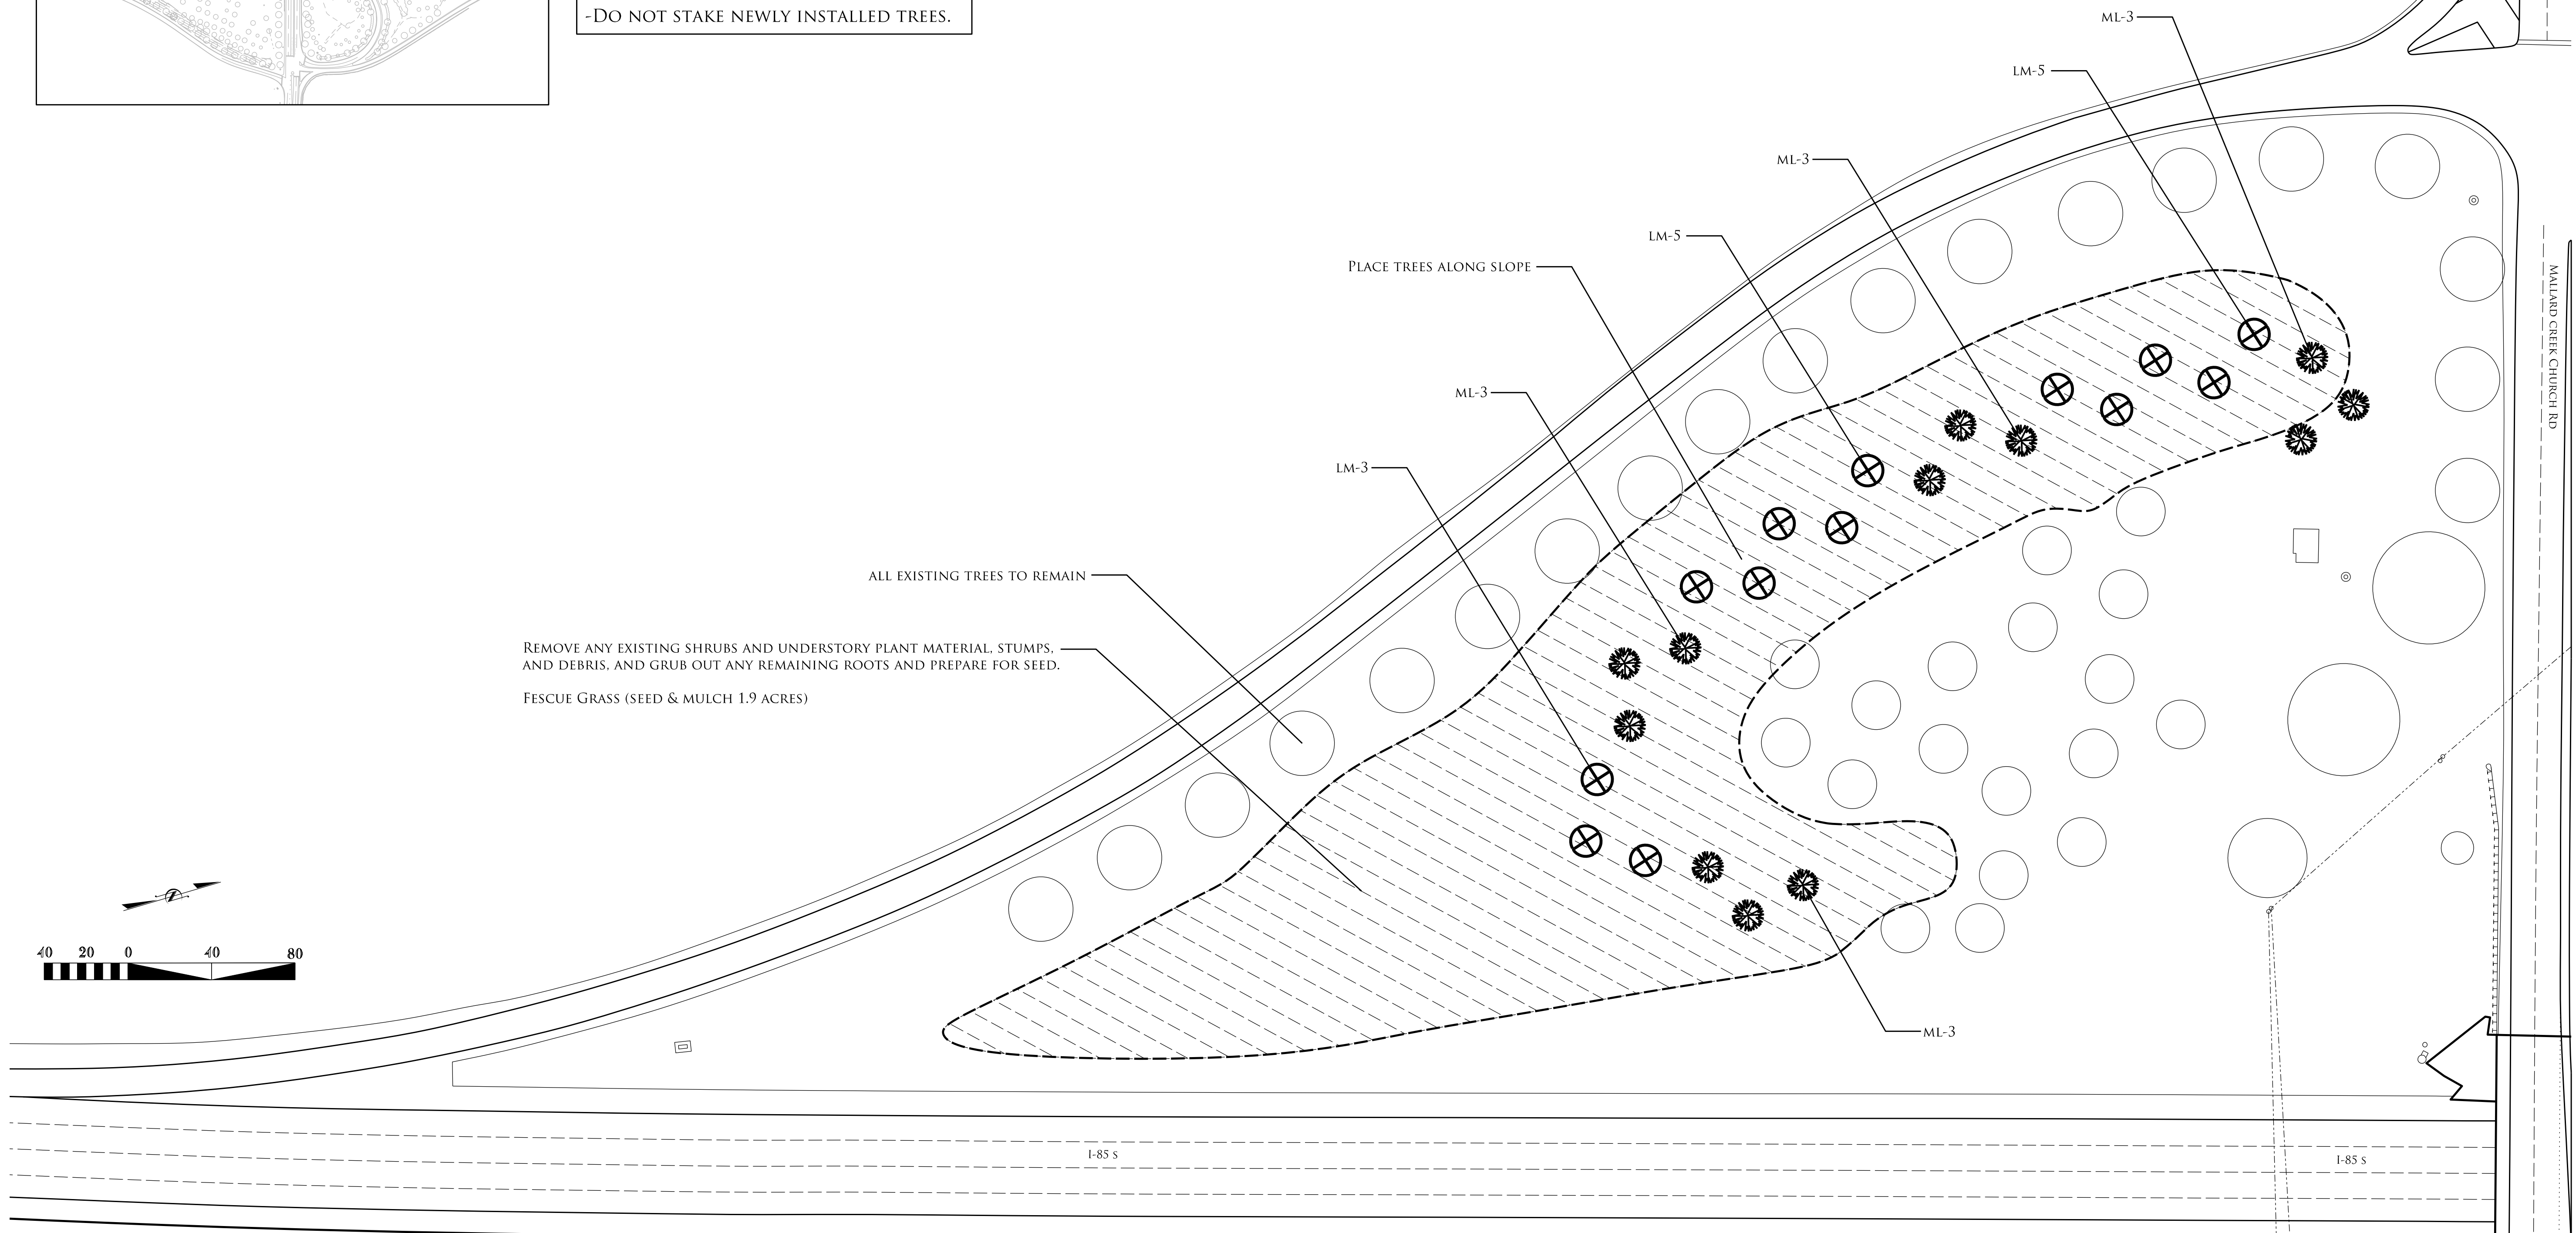 -Do not stake newly installed trees.
ML-3
LM-5
ML-3
LM-5
Place trees along slope
ML-3
LM-3
all existing trees to remain
Remove any existing shrubs and understory plant material, stumps,
and debris, and grub out any remaining roots and prepare for seed.
Fescue Grass (seed & mulch 1.9 acres)
Mallard creek Church Rd
40 20 0 40 80
ML-3
I-85 S
I-85 S